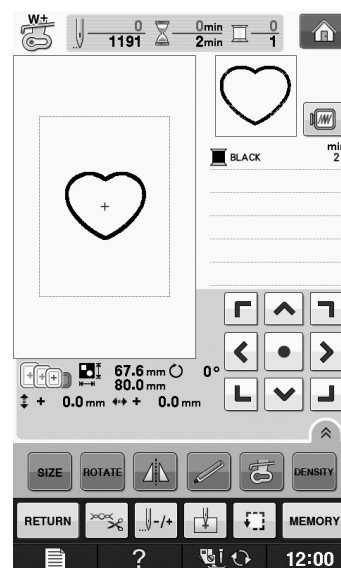 W+
0 0min 0
1191 2min 1
BLACK
mi
2
67.6 mm 0°
80.0 mm
+ 0.0 mm + 0.0 mm
SIZE ROTATE DENSITY
RETURN -/+ MEMORY
? 12:00